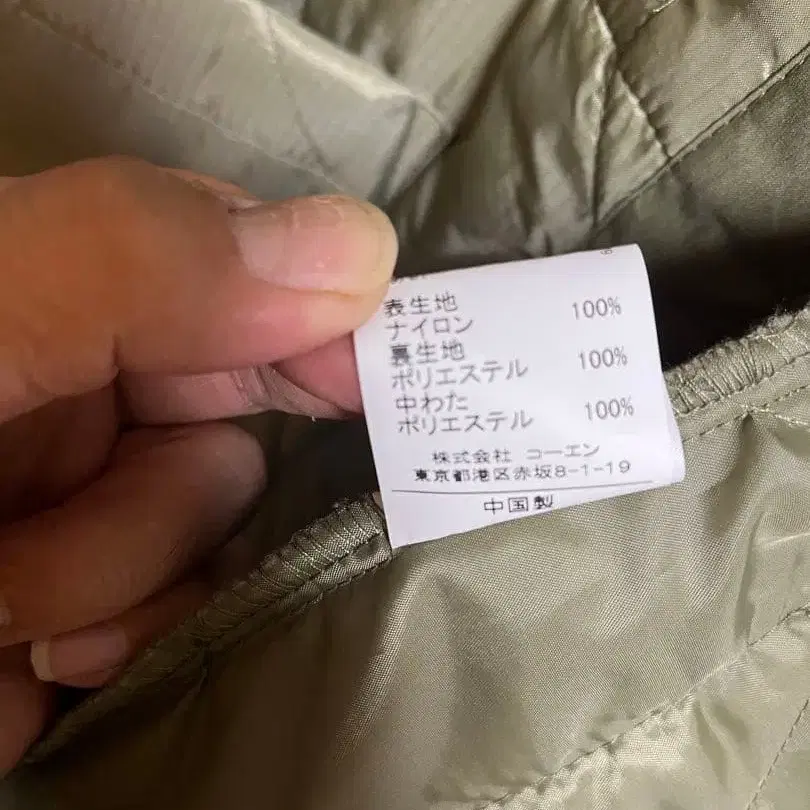 表生地
ナイロン 100%
裏生地
ポリエステル 100%
中わた
ポリエステル 100%
株式会社 コーエン
東京都港区赤坂8-1-19
中国製